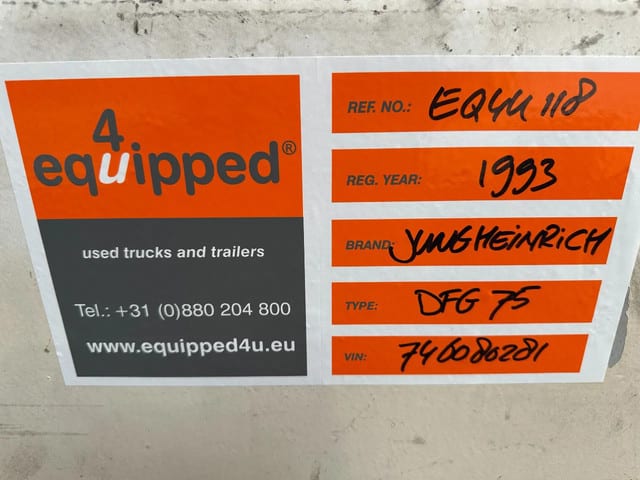 4
equipped®
used trucks and trailers
Tel.: +31 (0)880 204 800
www.equipped4u.eu
REF. NO.: EQ4U 118
REG. YEAR: 1993
BRAND: JUNGHEINRICH
TYPE: DFG 75
VIN: 746080281